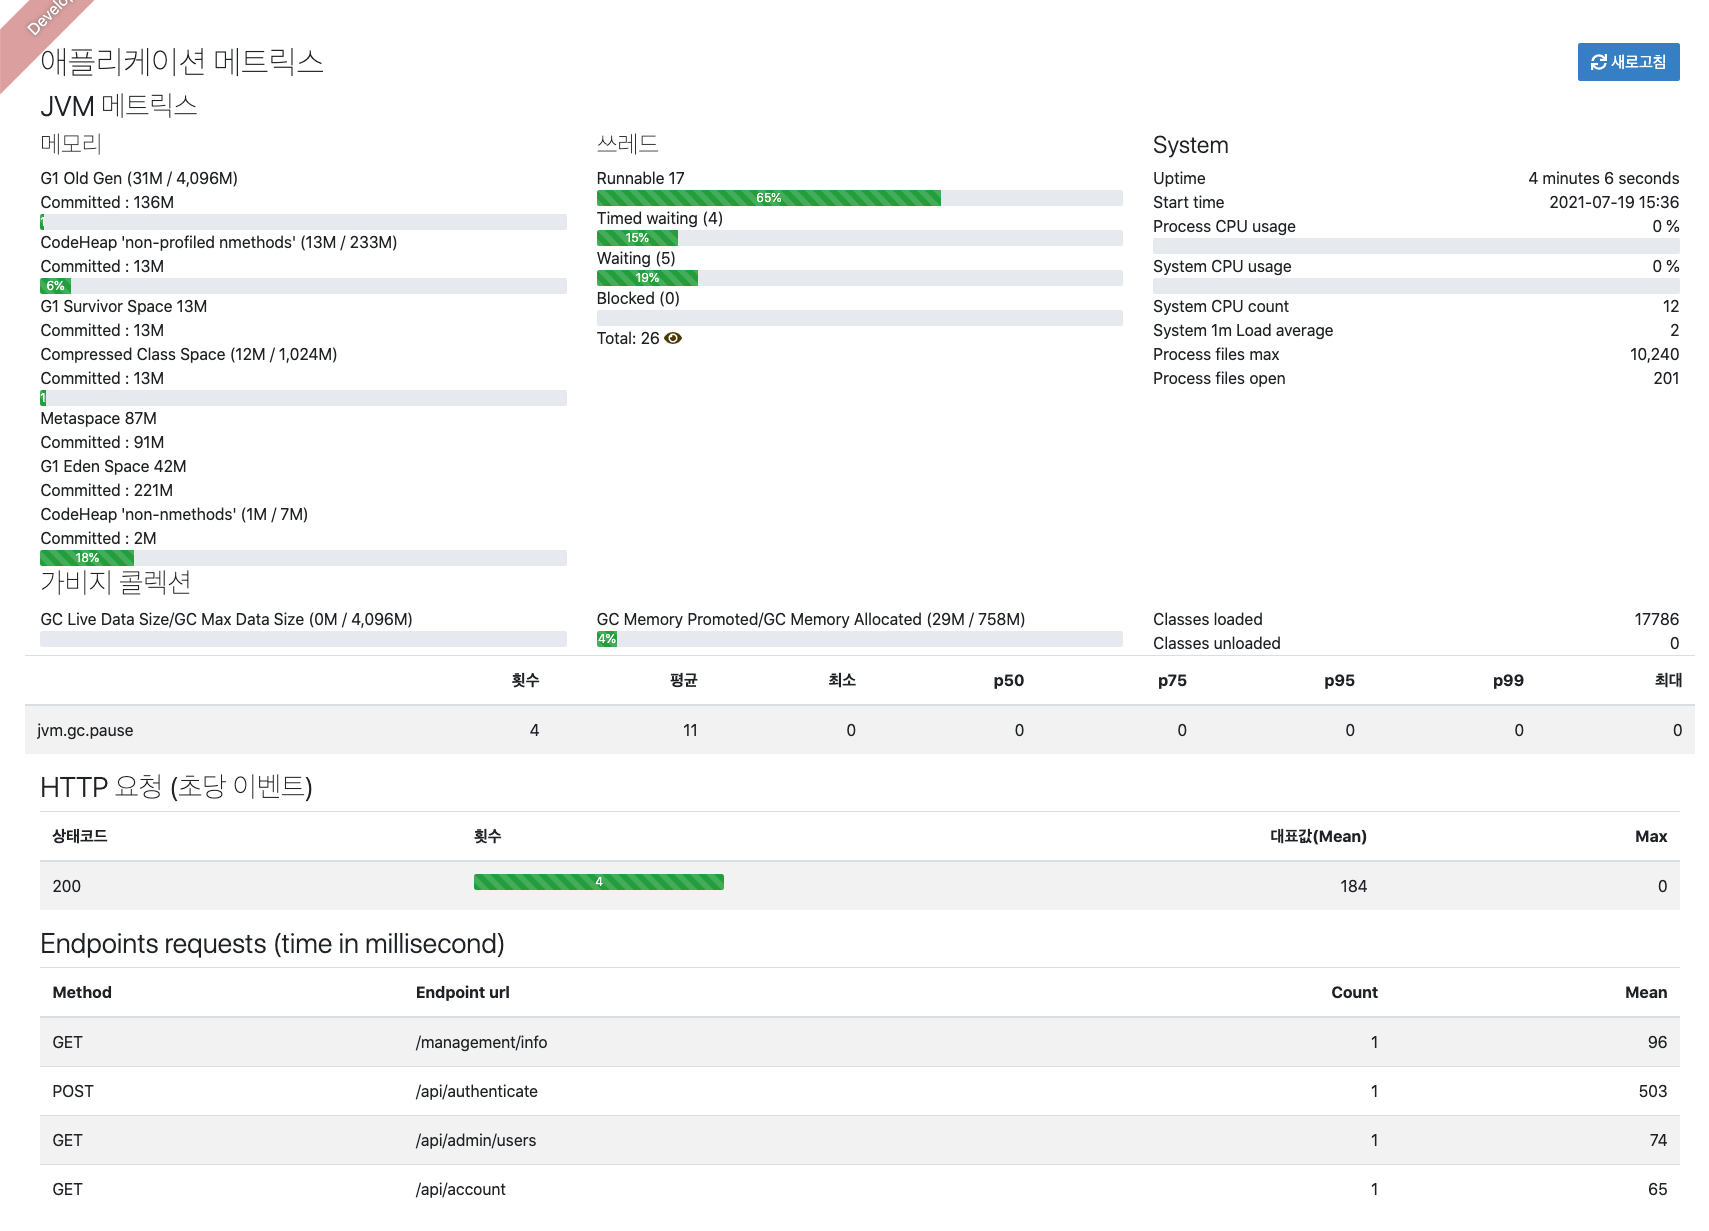 애플리케이션 메트릭스
새로고침
JVM 메트릭스
메모리
G1 Old Gen (31M / 4,096M)
Committed : 136M
CodeHeap 'non-profiled nmethods' (13M / 233M)
Committed : 13M
6%
G1 Survivor Space 13M
Committed : 13M
Compressed Class Space (12M / 1,024M)
Committed : 13M
Metaspace 87M
Committed : 91M
G1 Eden Space 42M
Committed : 221M
CodeHeap 'non-nmethods' (1M / 7M)
Committed : 2M
18%
쓰레드
Runnable 17
65%
Timed waiting (4)
15%
Waiting (5)
19%
Blocked (0)
Total: 26
System
Uptime 4 minutes 6 seconds
Start time 2021-07-19 15:36
Process CPU usage 0 %
System CPU usage 0 %
System CPU count 12
System 1m Load average 2
Process files max 10,240
Process files open 201
가비지 콜렉션
GC Live Data Size/GC Max Data Size (0M / 4,096M)
GC Memory Promoted/GC Memory Allocated (29M / 758M)
4%
Classes loaded 17786
Classes unloaded 0
횟수 평균 최소 p50 p75 p95 p99 최대
jvm.gc.pause 4 11 0 0 0 0 0 0
HTTP 요청 (초당 이벤트)
상태코드 횟수 대표값(Mean) Max
200 4 184 0
Endpoints requests (time in millisecond)
Method Endpoint url Count Mean
GET /management/info 1 96
POST /api/authenticate 1 503
GET /api/admin/users 1 74
GET /api/account 1 65